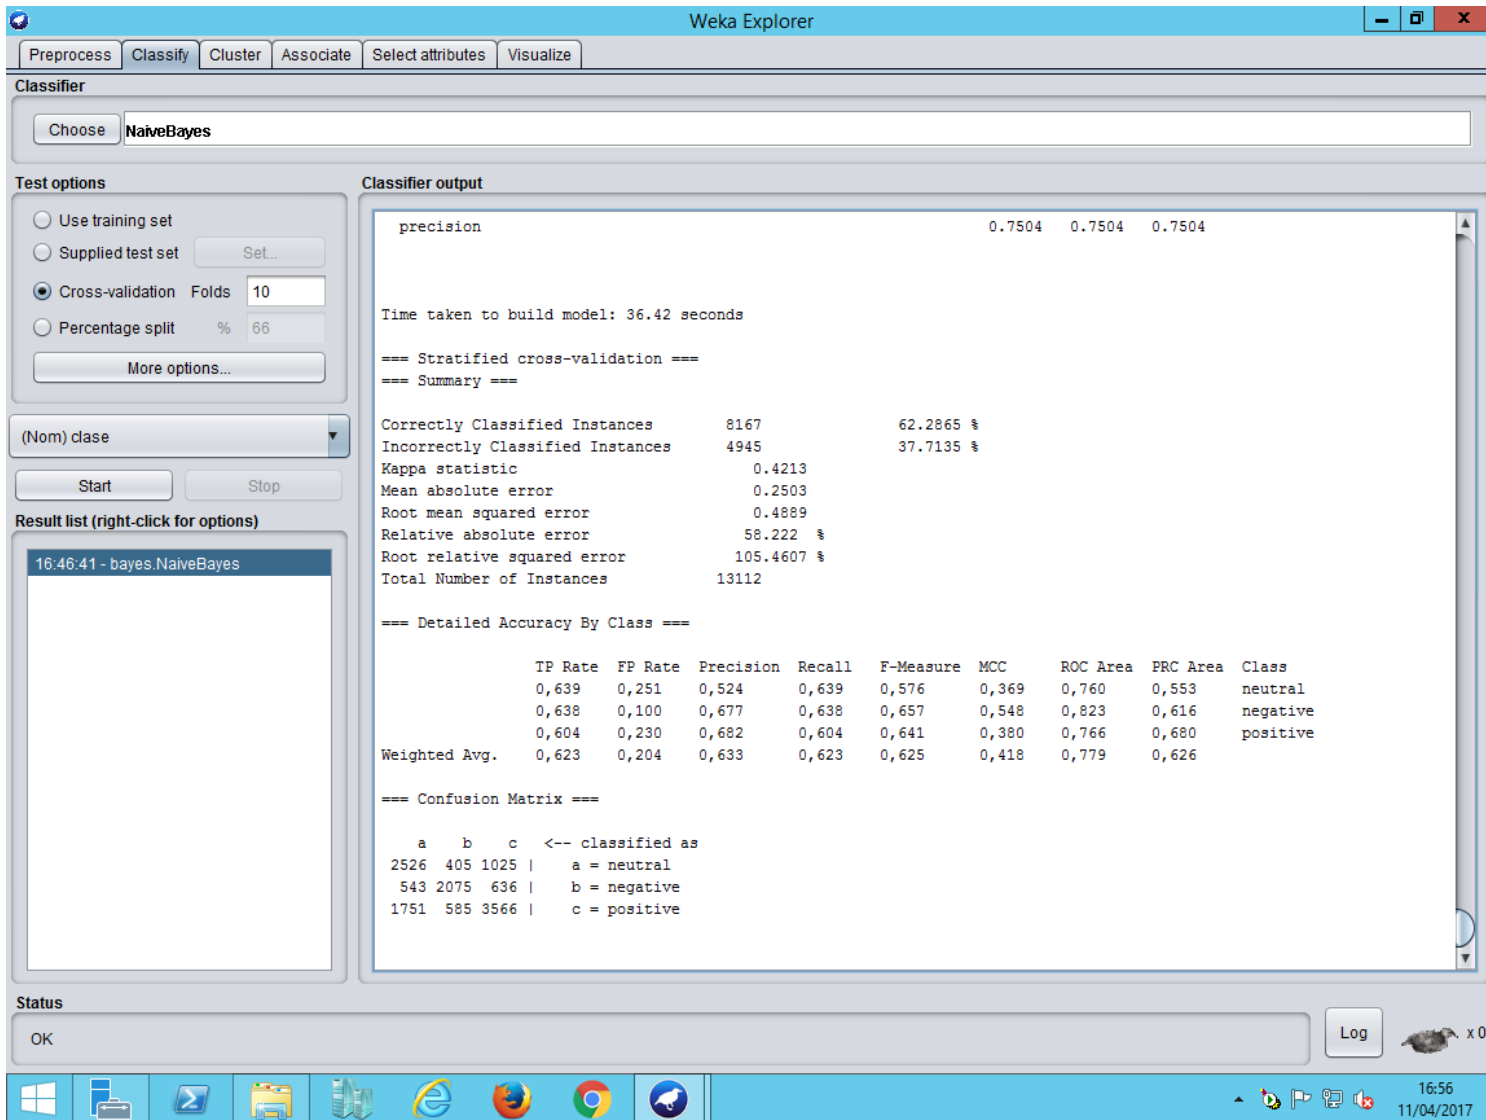 Weka Explorer
Preprocess Classify Cluster Associate Select attributes Visualize
Classifier
Choose NaiveBayes
Test options
Use training set
Supplied test set Set...
Cross-validation Folds 10
Percentage split % 66
More options...
(Nom) clase
Start Stop
Result list (right-click for options)
16:46:41 - bayes.NaiveBayes
Classifier output
precision 0.7504 0.7504 0.7504
Time taken to build model: 36.42 seconds
=== Stratified cross-validation ===
=== Summary ===
Correctly Classified Instances 8167 62.2865 %
Incorrectly Classified Instances 4945 37.7135 %
Kappa statistic 0.4213
Mean absolute error 0.2503
Root mean squared error 0.4889
Relative absolute error 58.222 %
Root relative squared error 105.4607 %
Total Number of Instances 13112
=== Detailed Accuracy By Class ===
TP Rate FP Rate Precision Recall F-Measure MCC ROC Area PRC Area Class
0,639 0,251 0,524 0,639 0,576 0,369 0,760 0,553 neutral
0,638 0,100 0,677 0,638 0,657 0,548 0,823 0,616 negative
0,604 0,230 0,682 0,604 0,641 0,380 0,766 0,680 positive
Weighted Avg. 0,623 0,204 0,633 0,623 0,625 0,418 0,779 0,626
=== Confusion Matrix ===
a b c <-- classified as
2526 405 1025 | a = neutral
543 2075 636 | b = negative
1751 585 3566 | c = positive
Status
OK
Log
x 0
16:56
11/04/2017